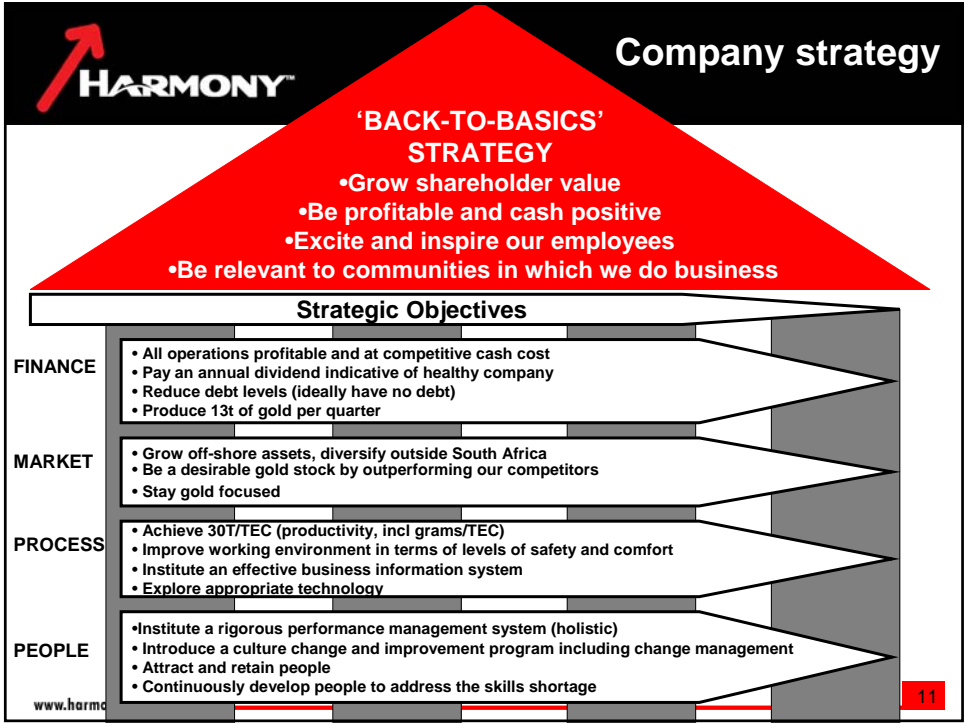 HARMONY™
Company strategy
‘BACK-TO-BASICS’
STRATEGY
•Grow shareholder value
•Be profitable and cash positive
•Excite and inspire our employees
•Be relevant to communities in which we do business
Strategic Objectives
FINANCE
• All operations profitable and at competitive cash cost
• Pay an annual dividend indicative of healthy company
• Reduce debt levels (ideally have no debt)
• Produce 13t of gold per quarter
MARKET
• Grow off-shore assets, diversify outside South Africa
• Be a desirable gold stock by outperforming our competitors
• Stay gold focused
PROCESS
• Achieve 30T/TEC (productivity, incl grams/TEC)
• Improve working environment in terms of levels of safety and comfort
• Institute an effective business information system
• Explore appropriate technology
PEOPLE
•Institute a rigorous performance management system (holistic)
• Introduce a culture change and improvement program including change management
• Attract and retain people
• Continuously develop people to address the skills shortage
11